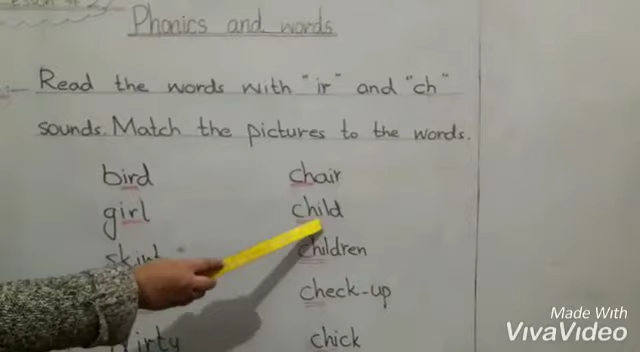 Phonics and words
Read the words with "ir" and "ch"
sounds. Match the pictures to the words.
bird chair
girl child
children
check-up
chick
Made With
VivaVideo